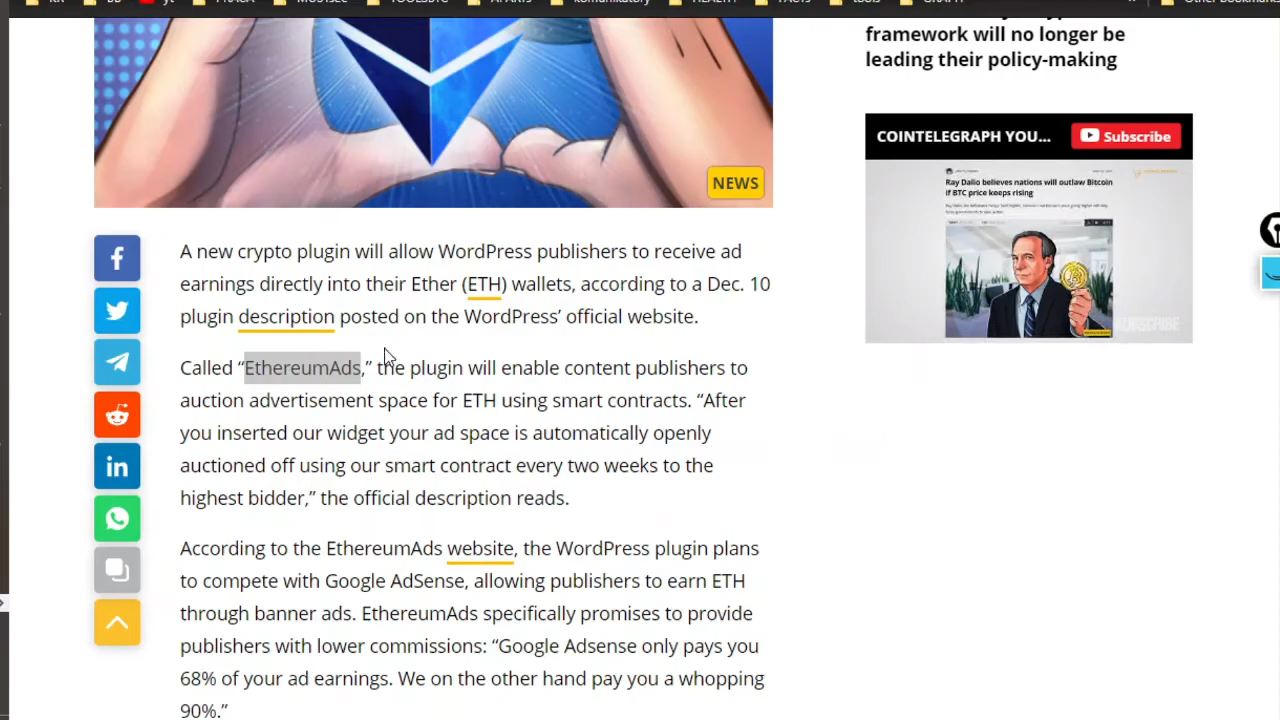 framework will no longer be
leading their policy-making
COINTELEGRAPH YOU... Subscribe
Ray Dalio believes nations will outlaw Bitcoin
if BTC price keeps rising
NEWS
A new crypto plugin will allow WordPress publishers to receive ad
earnings directly into their Ether (ETH) wallets, according to a Dec. 10
plugin description posted on the WordPress’ official website.
Called “EthereumAds,” the plugin will enable content publishers to
auction advertisement space for ETH using smart contracts. “After
you inserted our widget your ad space is automatically openly
auctioned off using our smart contract every two weeks to the
highest bidder,” the official description reads.
According to the EthereumAds website, the WordPress plugin plans
to compete with Google AdSense, allowing publishers to earn ETH
through banner ads. EthereumAds specifically promises to provide
publishers with lower commissions: “Google Adsense only pays you
68% of your ad earnings. We on the other hand pay you a whopping
90%.”